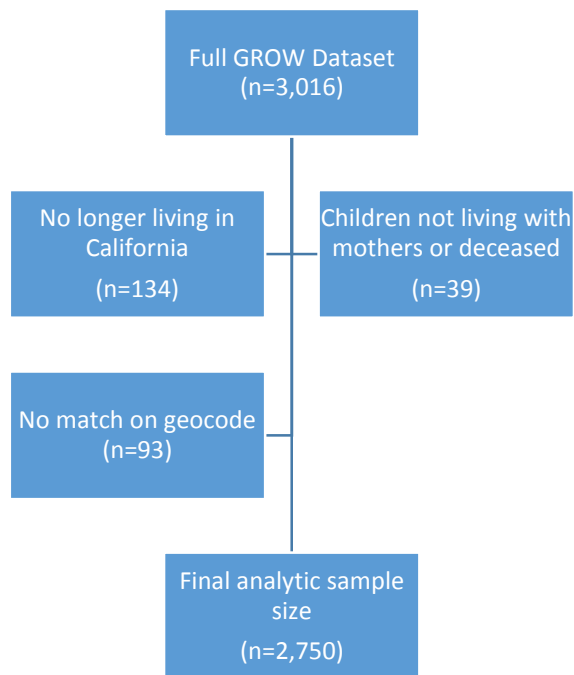 Full GROW Dataset
(n=3,016)
No longer living in
California
(n=134)
Children not living with
mothers or deceased
(n=39)
No match on geocode
(n=93)
Final analytic sample
size
(n=2,750)